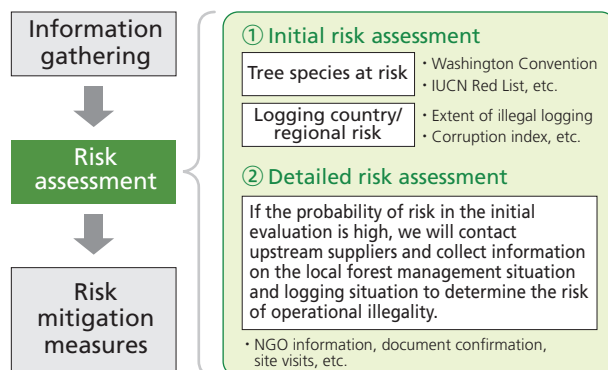 Information
gathering
Risk
assessment
Risk
mitigation
measures
① Initial risk assessment
Tree species at risk
・Washington Convention
・IUCN Red List, etc.
Logging country/
regional risk
・Extent of illegal logging
・Corruption index, etc.
② Detailed risk assessment
If the probability of risk in the initial
evaluation is high, we will contact
upstream suppliers and collect information
on the local forest management situation
and logging situation to determine the risk
of operational illegality.
・NGO information, document confirmation,
site visits, etc.